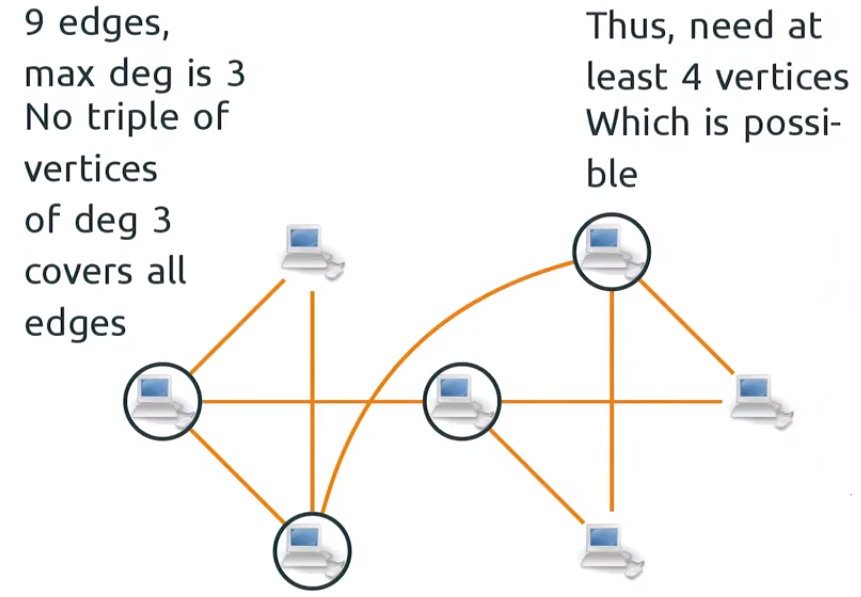 9 edges,
max deg is 3
No triple of
vertices
of deg 3
covers all
edges
Thus, need at
least 4 vertices
Which is possi-
ble